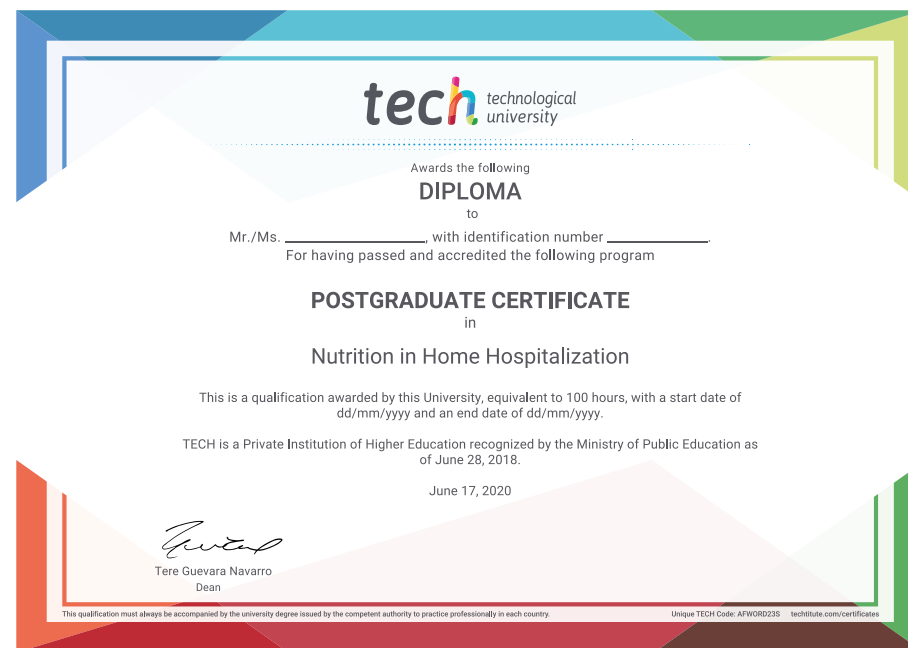 tech technological
university
Awards the following
DIPLOMA
to
Mr./Ms. ____________________, with identification number ______________.
For having passed and accredited the following program
POSTGRADUATE CERTIFICATE
in
Nutrition in Home Hospitalization
This is a qualification awarded by this University, equivalent to 100 hours, with a start date of
dd/mm/yyyy and an end date of dd/mm/yyyy.
TECH is a Private Institution of Higher Education recognized by the Ministry of Public Education as
of June 28, 2018.
June 17, 2020
Tere Guevara Navarro
Dean
This qualification must always be accompanied by the university degree issued by the competent authority to practice professionally in each country. Unique TECH Code: AFWORD23S techtitute.com/certificates